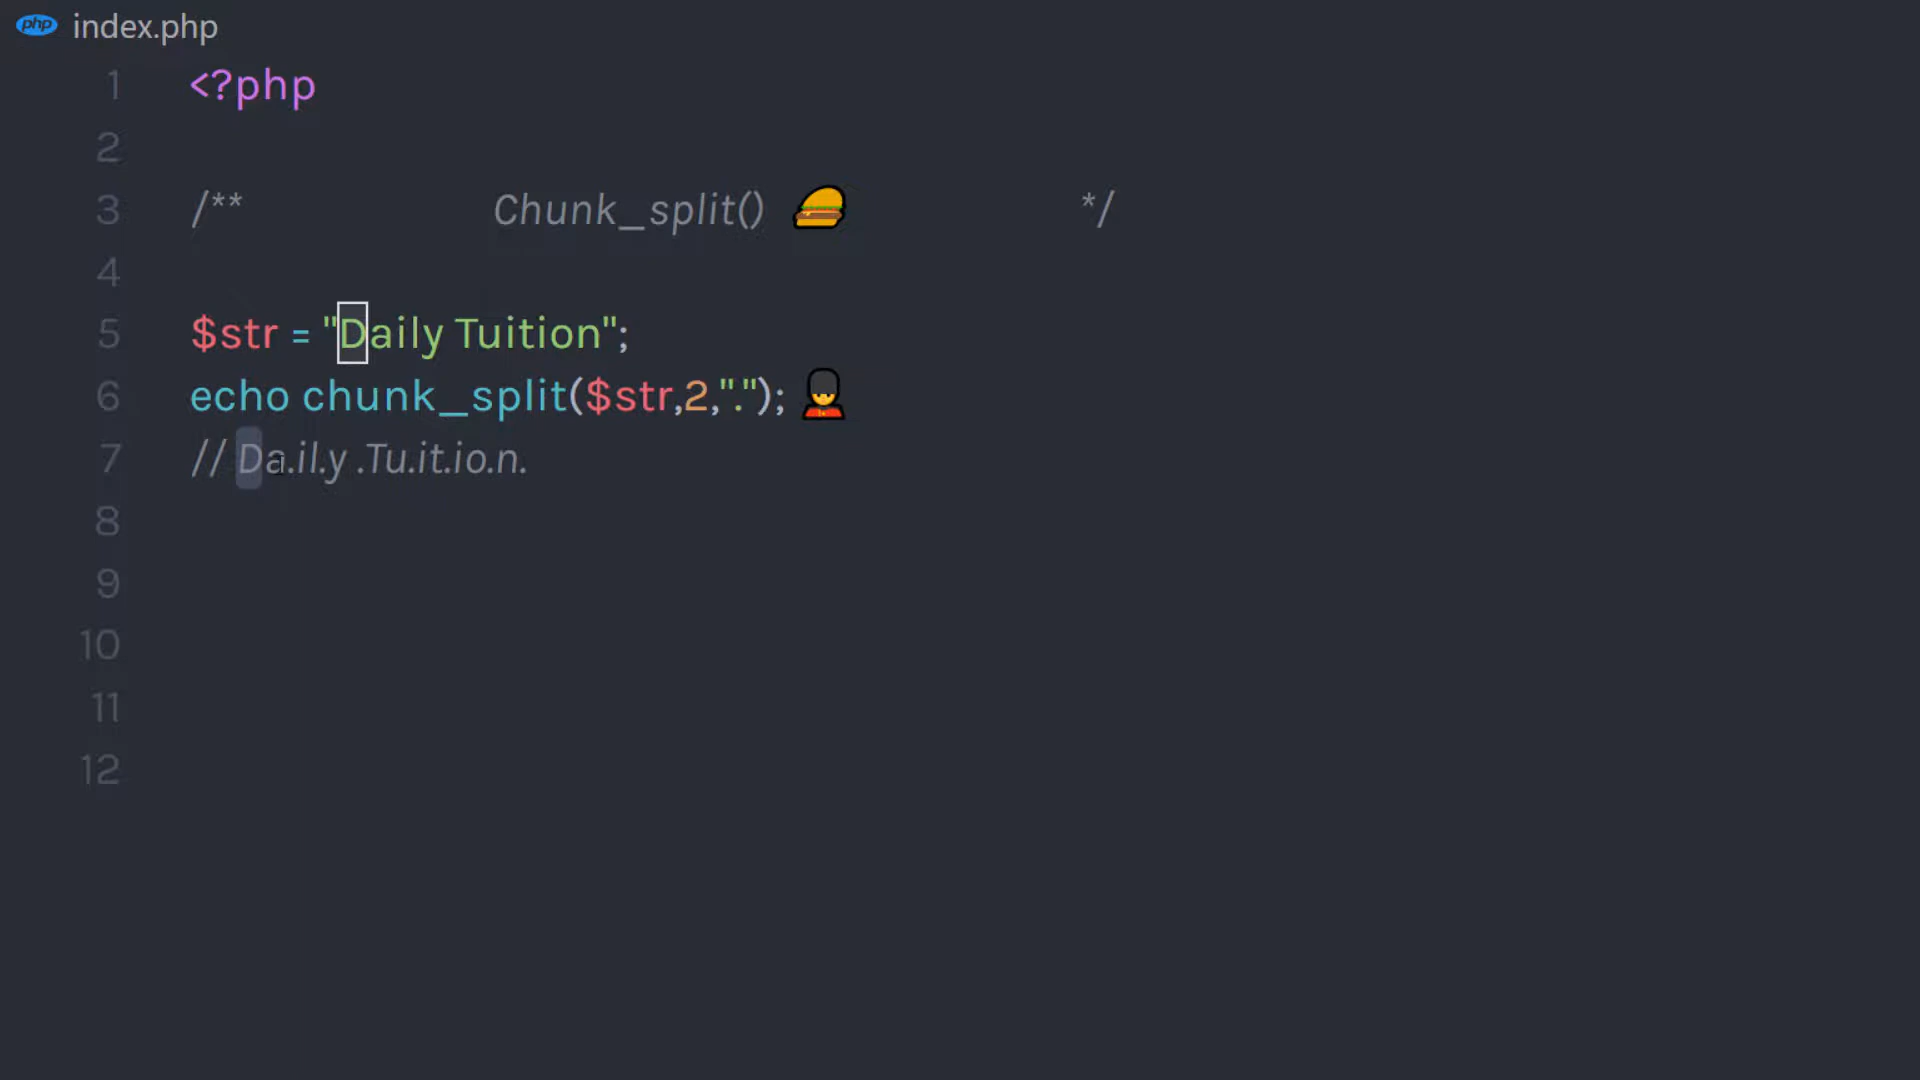 php index.php
1 <?php
2
3 /** Chunk_split() 🍔 */
4
5 $str = "Daily Tuition";
6 echo chunk_split($str,2,"."); 💂
7 // Da.il.y .Tu.it.io.n.
8
9
10
11
12